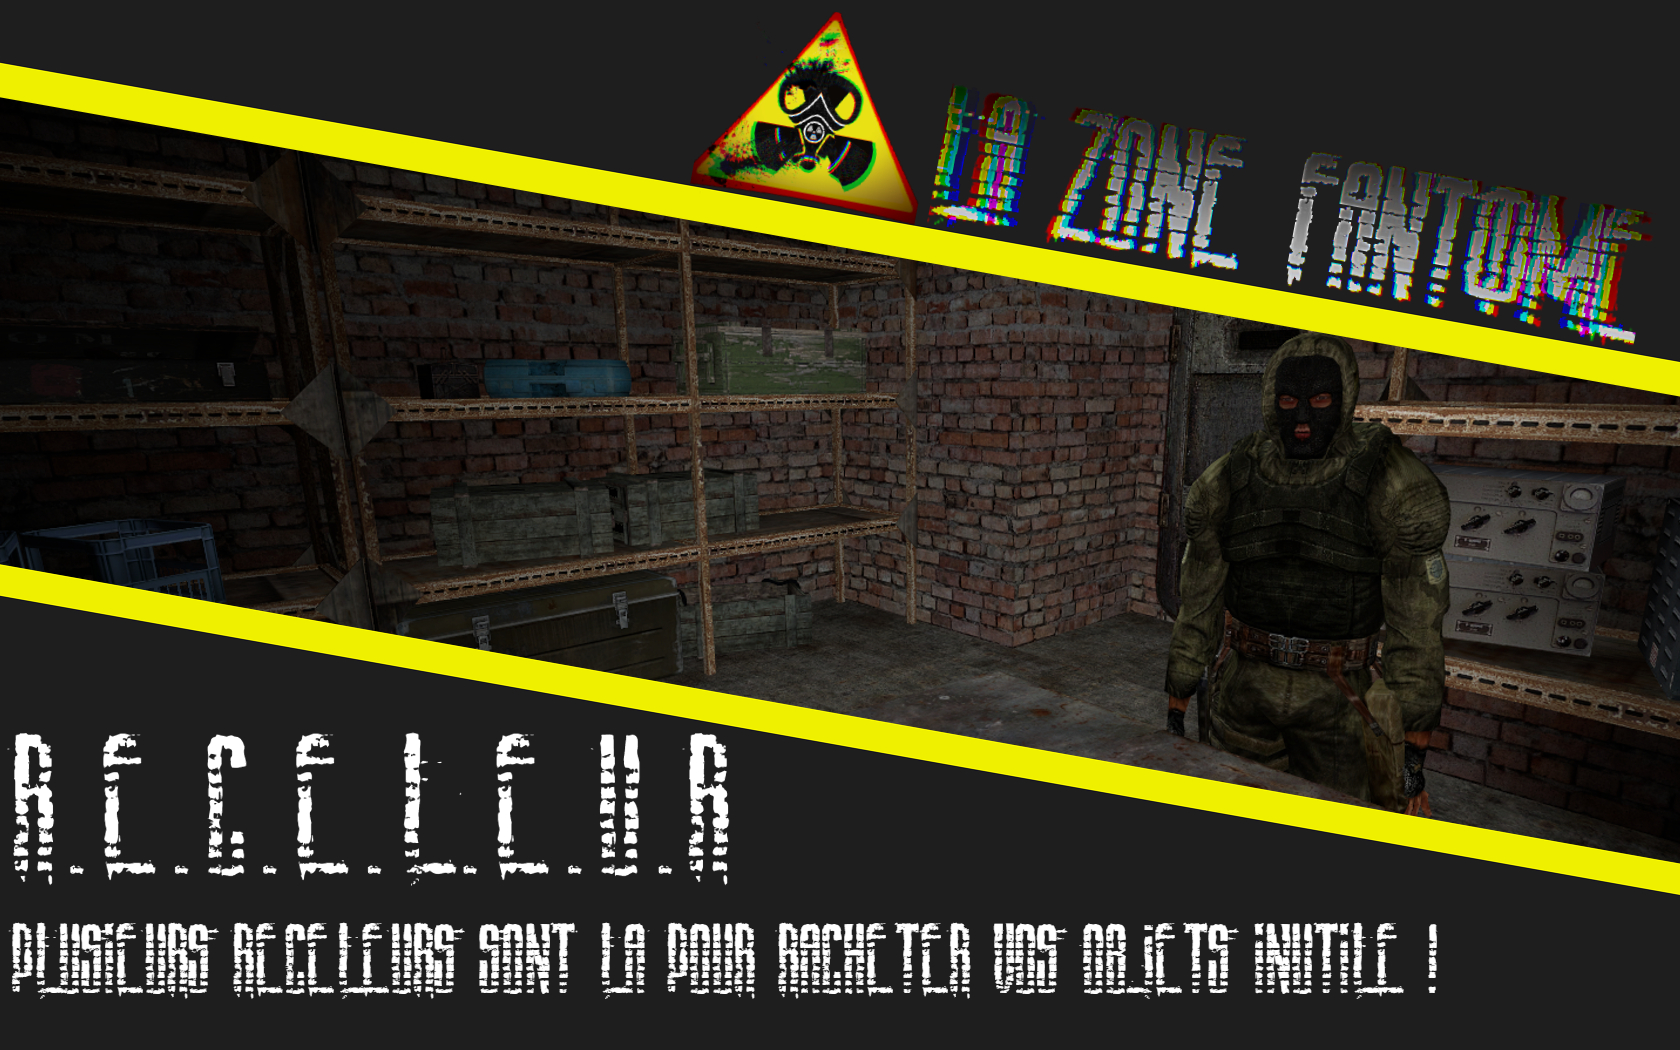 LA ZONE FANTOME
R.E.C.E.L.E.U.R
PLUSIEURS RECELEURS SONT LA POUR RACHETER VOS OBJETS INUTILE !